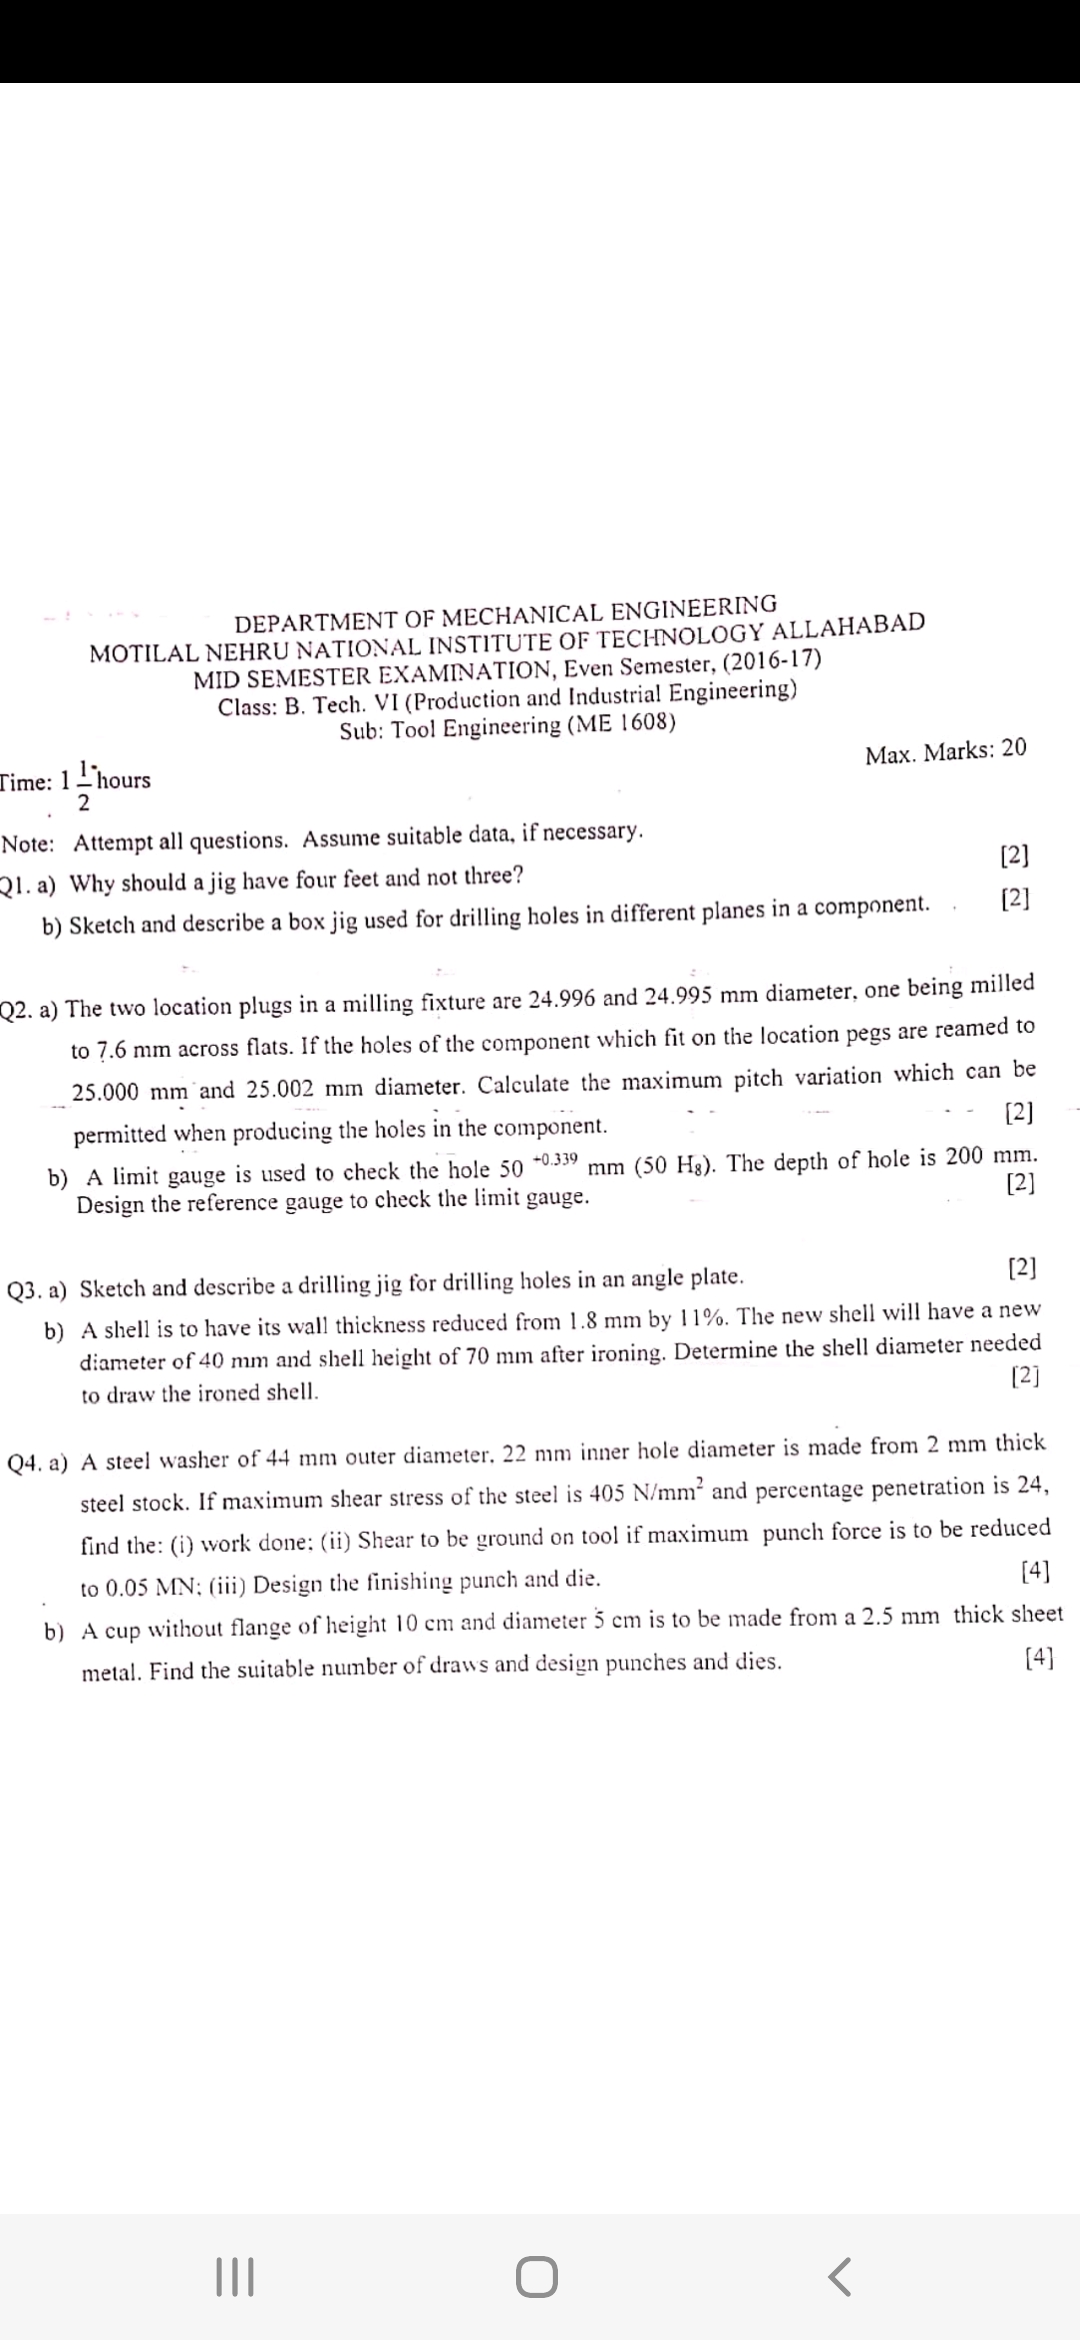 DEPARTMENT OF MECHANICAL ENGINEERING
MOTILAL NEHRU NATIONAL INSTITUTE OF TECHNOLOGY ALLAHABAD
MID SEMESTER EXAMINATION, Even Semester, (2016-17)
Class: B. Tech. VI (Production and Industrial Engineering)
Sub: Tool Engineering (ME 1608)
Time: 1 1/2 hours Max. Marks: 20
Note: Attempt all questions. Assume suitable data, if necessary.
Q1. a) Why should a jig have four feet and not three? [2]
b) Sketch and describe a box jig used for drilling holes in different planes in a component. [2]
Q2. a) The two location plugs in a milling fixture are 24.996 and 24.995 mm diameter, one being milled
to 7.6 mm across flats. If the holes of the component which fit on the location pegs are reamed to
25.000 mm and 25.002 mm diameter. Calculate the maximum pitch variation which can be
permitted when producing the holes in the component. [2]
b) A limit gauge is used to check the hole 50 +0.339 mm (50 H8). The depth of hole is 200 mm.
Design the reference gauge to check the limit gauge. [2]
Q3. a) Sketch and describe a drilling jig for drilling holes in an angle plate. [2]
b) A shell is to have its wall thickness reduced from 1.8 mm by 11%. The new shell will have a new
diameter of 40 mm and shell height of 70 mm after ironing. Determine the shell diameter needed
to draw the ironed shell. [2]
Q4. a) A steel washer of 44 mm outer diameter, 22 mm inner hole diameter is made from 2 mm thick
steel stock. If maximum shear stress of the steel is 405 N/mm² and percentage penetration is 24,
find the: (i) work done; (ii) Shear to be ground on tool if maximum punch force is to be reduced
to 0.05 MN; (iii) Design the finishing punch and die. [4]
b) A cup without flange of height 10 cm and diameter 5 cm is to be made from a 2.5 mm thick sheet
metal. Find the suitable number of draws and design punches and dies. [4]